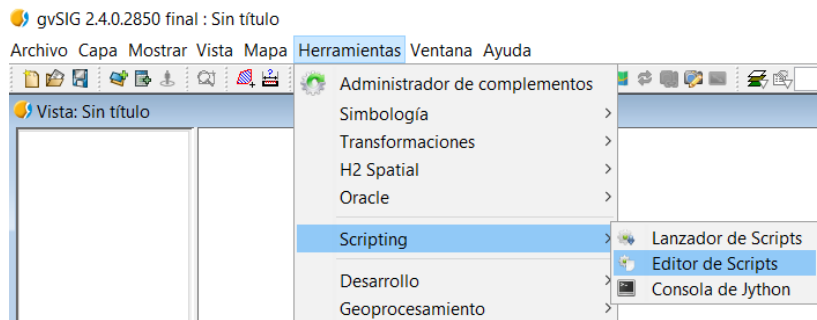 gvSIG 2.4.0.2850 final : Sin título
Archivo Capa Mostrar Vista Mapa Herramientas Ventana Ayuda
Administrador de complementos
Vista: Sin título
Simbología
Transformaciones
H2 Spatial
Oracle
Scripting
Lanzador de Scripts
Editor de Scripts
Consola de Jython
Desarrollo
Geoprocesamiento